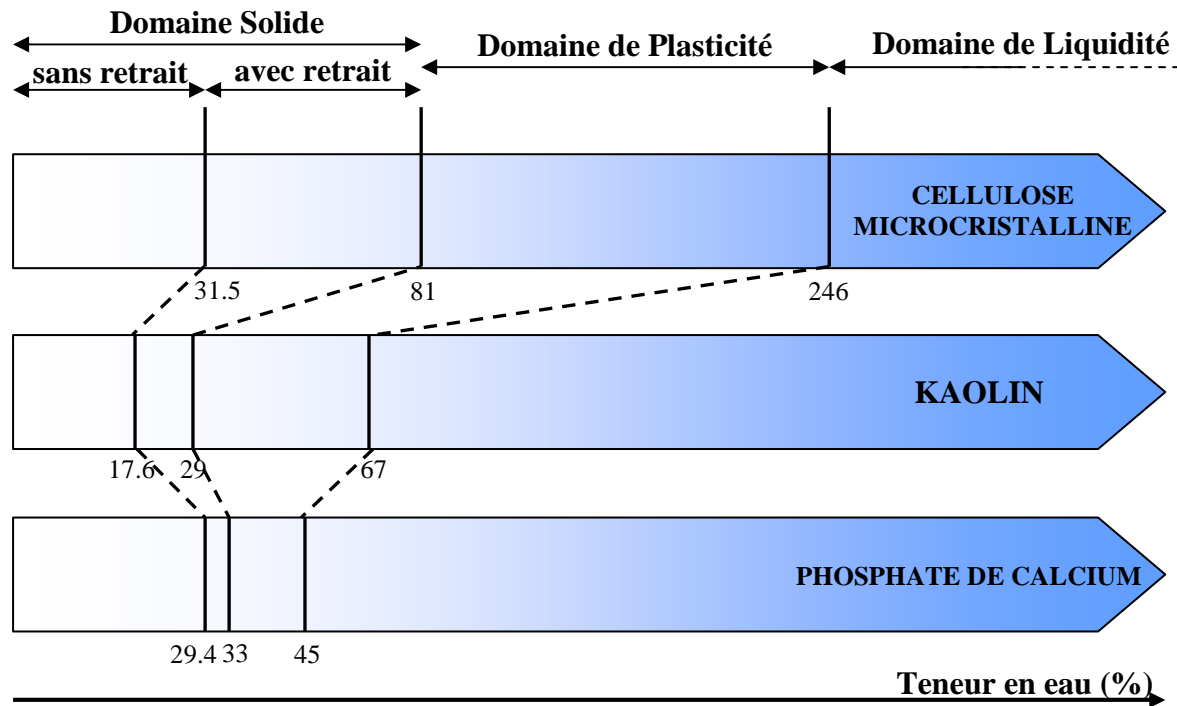 Domaine Solide
Domaine de Plasticité
Domaine de Liquidité
sans retrait
avec retrait
CELLULOSE
MICROCRISTALLINE
31.5
81
246
KAOLIN
17.6
29
67
PHOSPHATE DE CALCIUM
29.4
33
45
Teneur en eau (%)